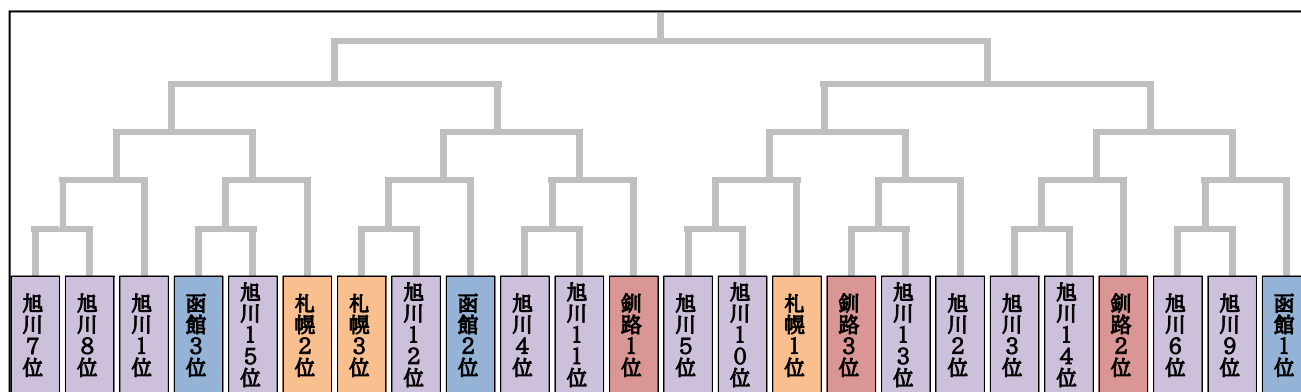 旭川7位
旭川8位
旭川1位
函館3位
旭川15位
札幌2位
札幌3位
旭川12位
函館2位
旭川4位
旭川11位
釧路1位
旭川5位
旭川10位
札幌1位
釧路3位
旭川13位
旭川2位
旭川3位
旭川14位
釧路2位
旭川6位
旭川9位
函館1位